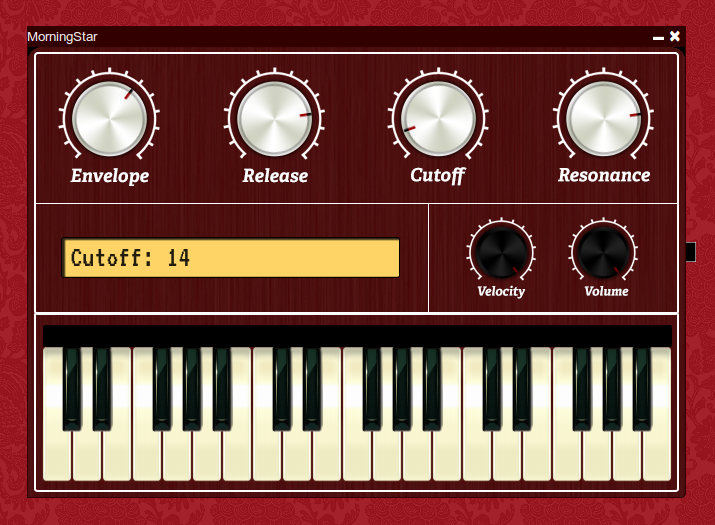 MorningStar
Envelope
Release
Cutoff
Resonance
Cutoff: 14
Velocity
Volume